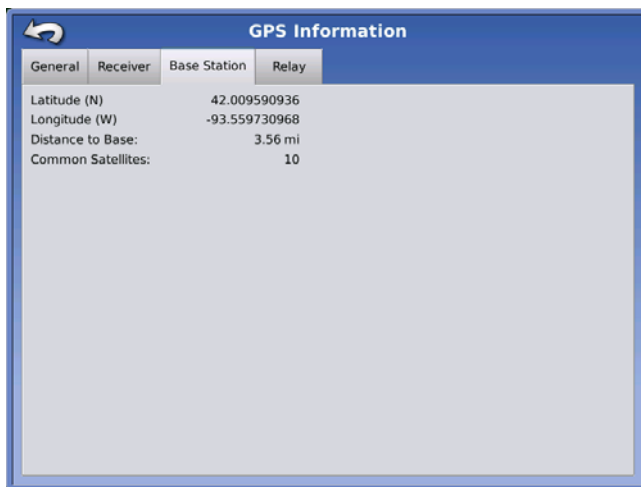 GPS Information
General Receiver Base Station Relay
Latitude (N) 42.009590936
Longitude (W) -93.559730968
Distance to Base: 3.56 mi
Common Satellites: 10